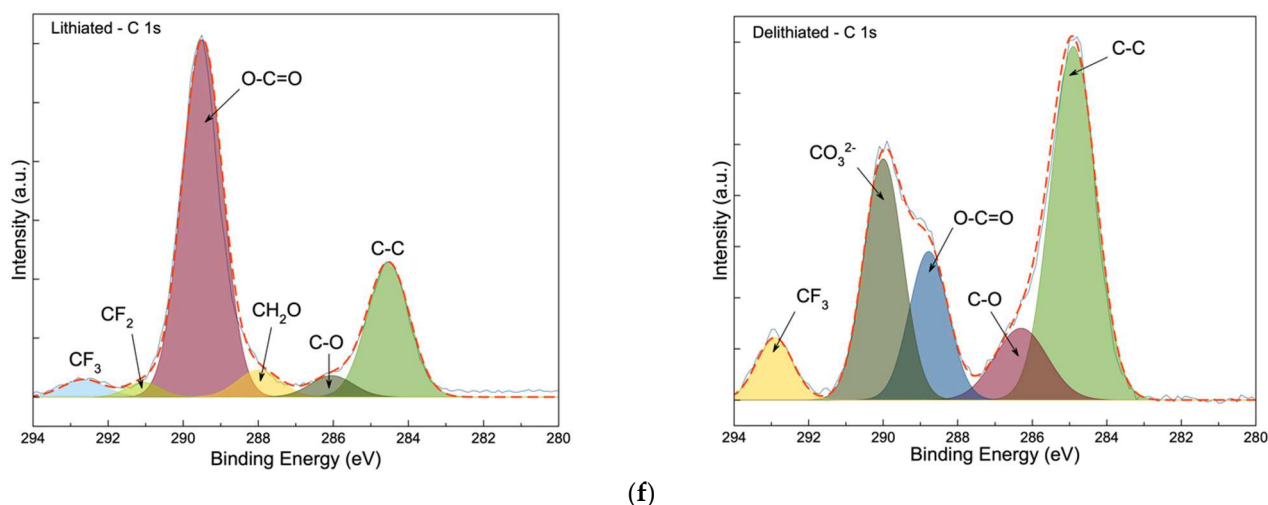 Lithiated - C 1s
O-C=O
C-C
CF2
CH2O
C-O
CF3
Intensity (a.u.)
294 292 290 288 286 284 282 280
Binding Energy (eV)
Delithiated - C 1s
C-C
CO3 2-
O-C=O
C-O
CF3
Intensity (a.u.)
294 292 290 288 286 284 282 280
Binding Energy (eV)
(f)